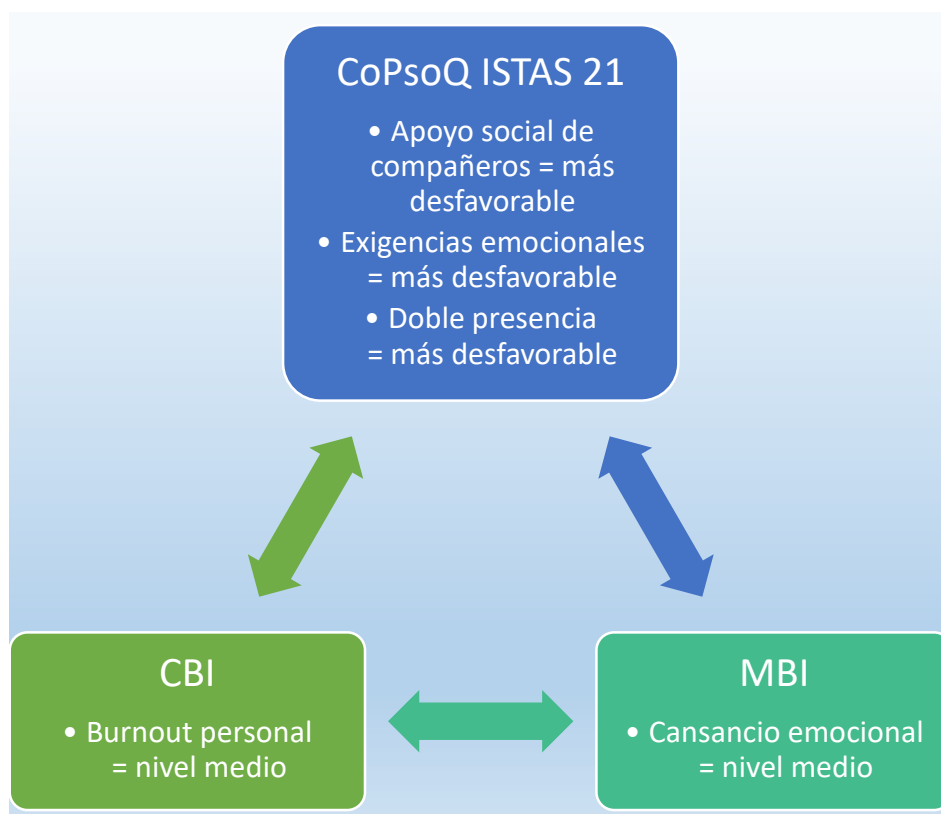 CoPsoQ ISTAS 21
• Apoyo social de
compañeros = más
desfavorable
• Exigencias emocionales
= más desfavorable
• Doble presencia
= más desfavorable
CBI
• Burnout personal
= nivel medio
MBI
• Cansancio emocional
= nivel medio